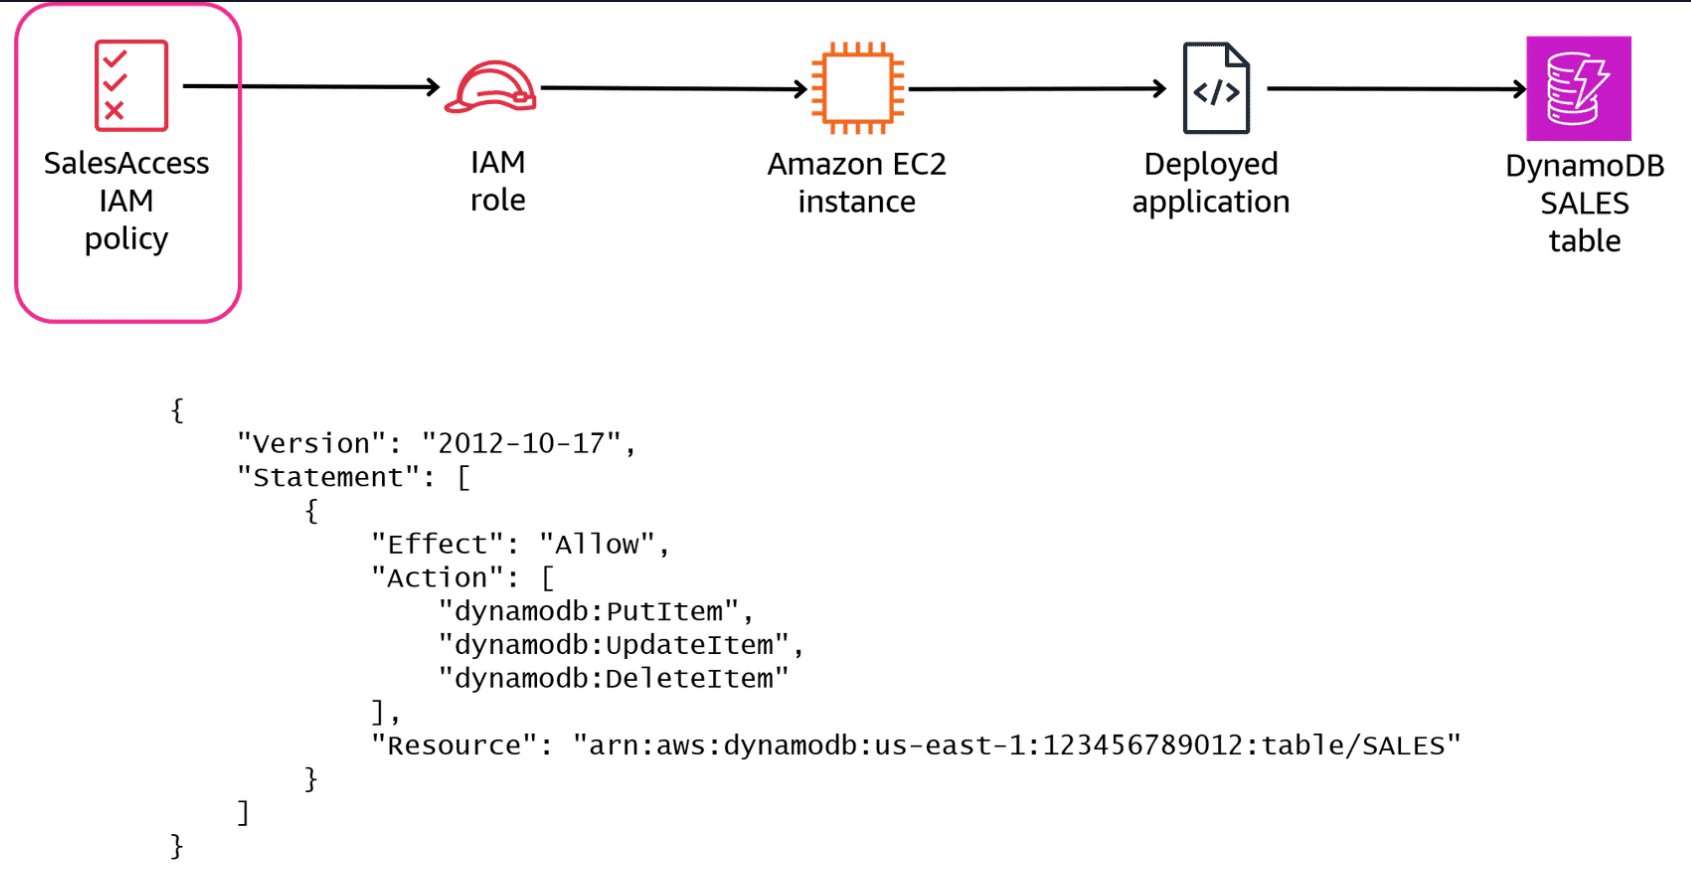 SalesAccess
IAM
policy
IAM
role
Amazon EC2
instance
</>
Deployed
application
DynamoDB
SALES
table
{
"Version": "2012-10-17",
"Statement": [
{
"Effect": "Allow",
"Action": [
"dynamodb:PutItem",
"dynamodb:UpdateItem",
"dynamodb:DeleteItem"
],
"Resource": "arn:aws:dynamodb:us-east-1:123456789012:table/SALES"
}
]
}